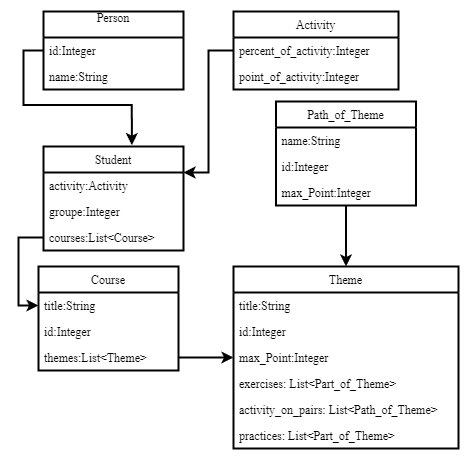 Person
id:Integer
name:String
Activity
percent_of_activity:Integer
point_of_activity:Integer
Path_of_Theme
name:String
id:Integer
max_Point:Integer
Student
activity:Activity
groupe:Integer
courses:List<Course>
Course
title:String
id:Integer
themes:List<Theme>
Theme
title:String
id:Integer
max_Point:Integer
exercises: List<Part_of_Theme>
activity_on_pairs: List<Path_of_Theme>
practices: List<Part_of_Theme>